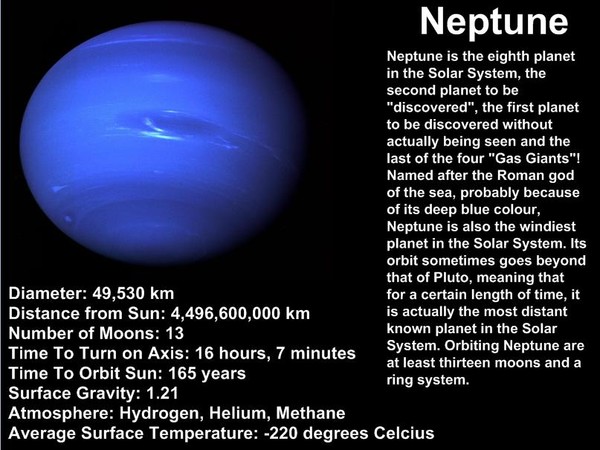 Neptune
Neptune is the eighth planet
in the Solar System, the
second planet to be
"discovered", the first planet
to be discovered without
actually being seen and the
last of the four "Gas Giants"!
Named after the Roman god
of the sea, probably because
of its deep blue colour,
Neptune is also the windiest
planet in the Solar System. Its
orbit sometimes goes beyond
that of Pluto, meaning that
for a certain length of time, it
is actually the most distant
known planet in the Solar
System. Orbiting Neptune are
at least thirteen moons and a
ring system.
Diameter: 49,530 km
Distance from Sun: 4,496,600,000 km
Number of Moons: 13
Time To Turn on Axis: 16 hours, 7 minutes
Time To Orbit Sun: 165 years
Surface Gravity: 1.21
Atmosphere: Hydrogen, Helium, Methane
Average Surface Temperature: -220 degrees Celcius